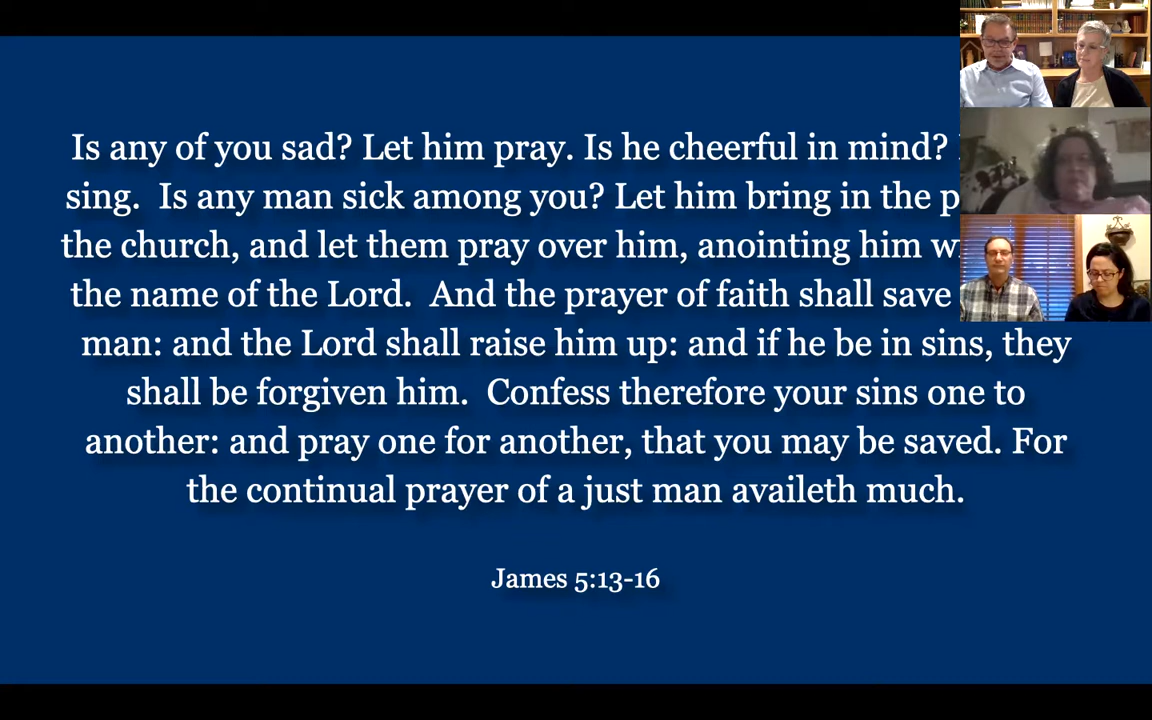 Is any of you sad? Let him pray. Is he cheerful in mind?
sing. Is any man sick among you? Let him bring in the
the church, and let them pray over him, anointing him
the name of the Lord. And the prayer of faith shall save
man: and the Lord shall raise him up: and if he be in sins, they
shall be forgiven him. Confess therefore your sins one to
another: and pray one for another, that you may be saved. For
the continual prayer of a just man availeth much.
James 5:13-16